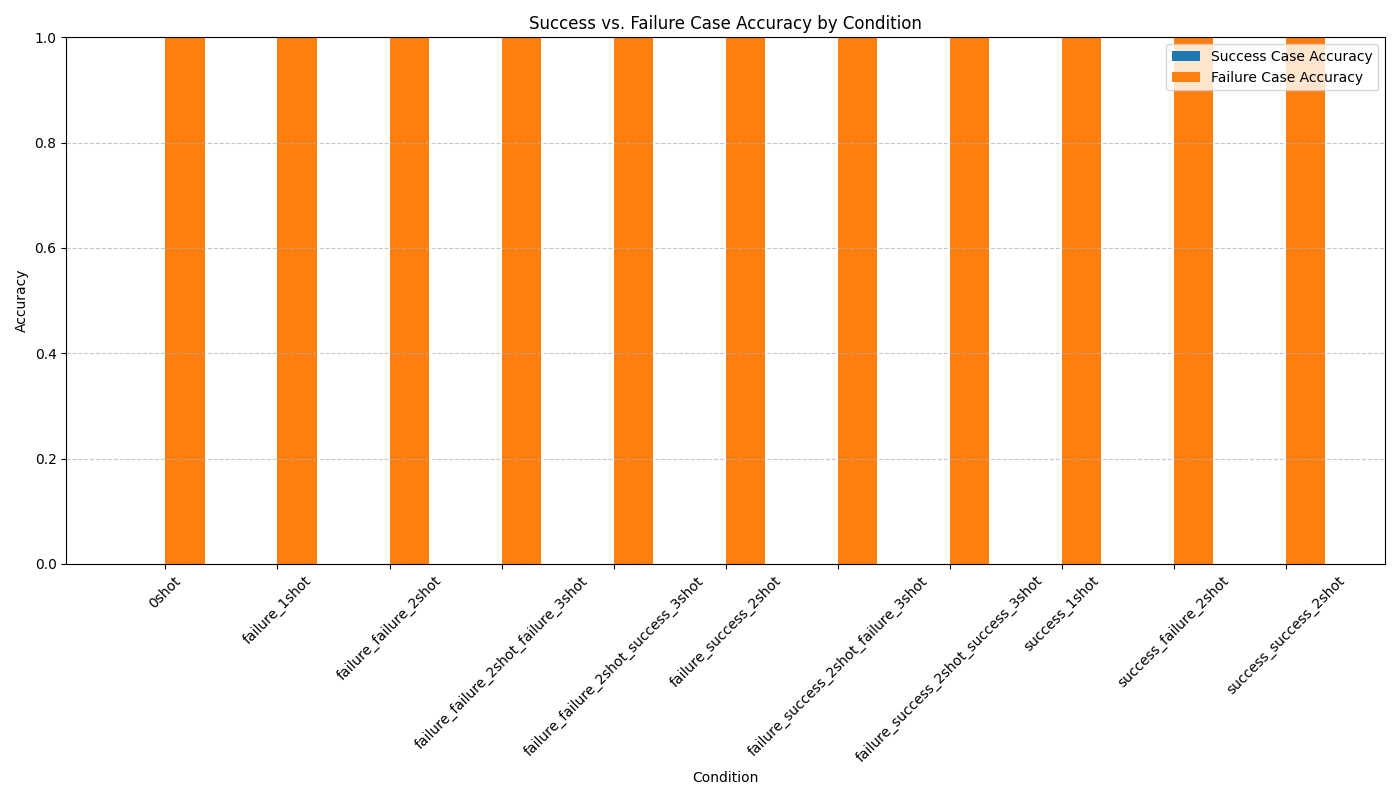 Success vs. Failure Case Accuracy by Condition
Success Case Accuracy
Failure Case Accuracy
Accuracy
1.0
0.8
0.6
0.4
0.2
0.0
0shot
failure_1shot
failure_failure_2shot
failure_failure_2shot_failure_3shot
failure_failure_2shot_success_3shot
failure_success_2shot
failure_success_2shot_failure_3shot
failure_success_2shot_success_3shot
success_1shot
success_failure_2shot
success_success_2shot
Condition